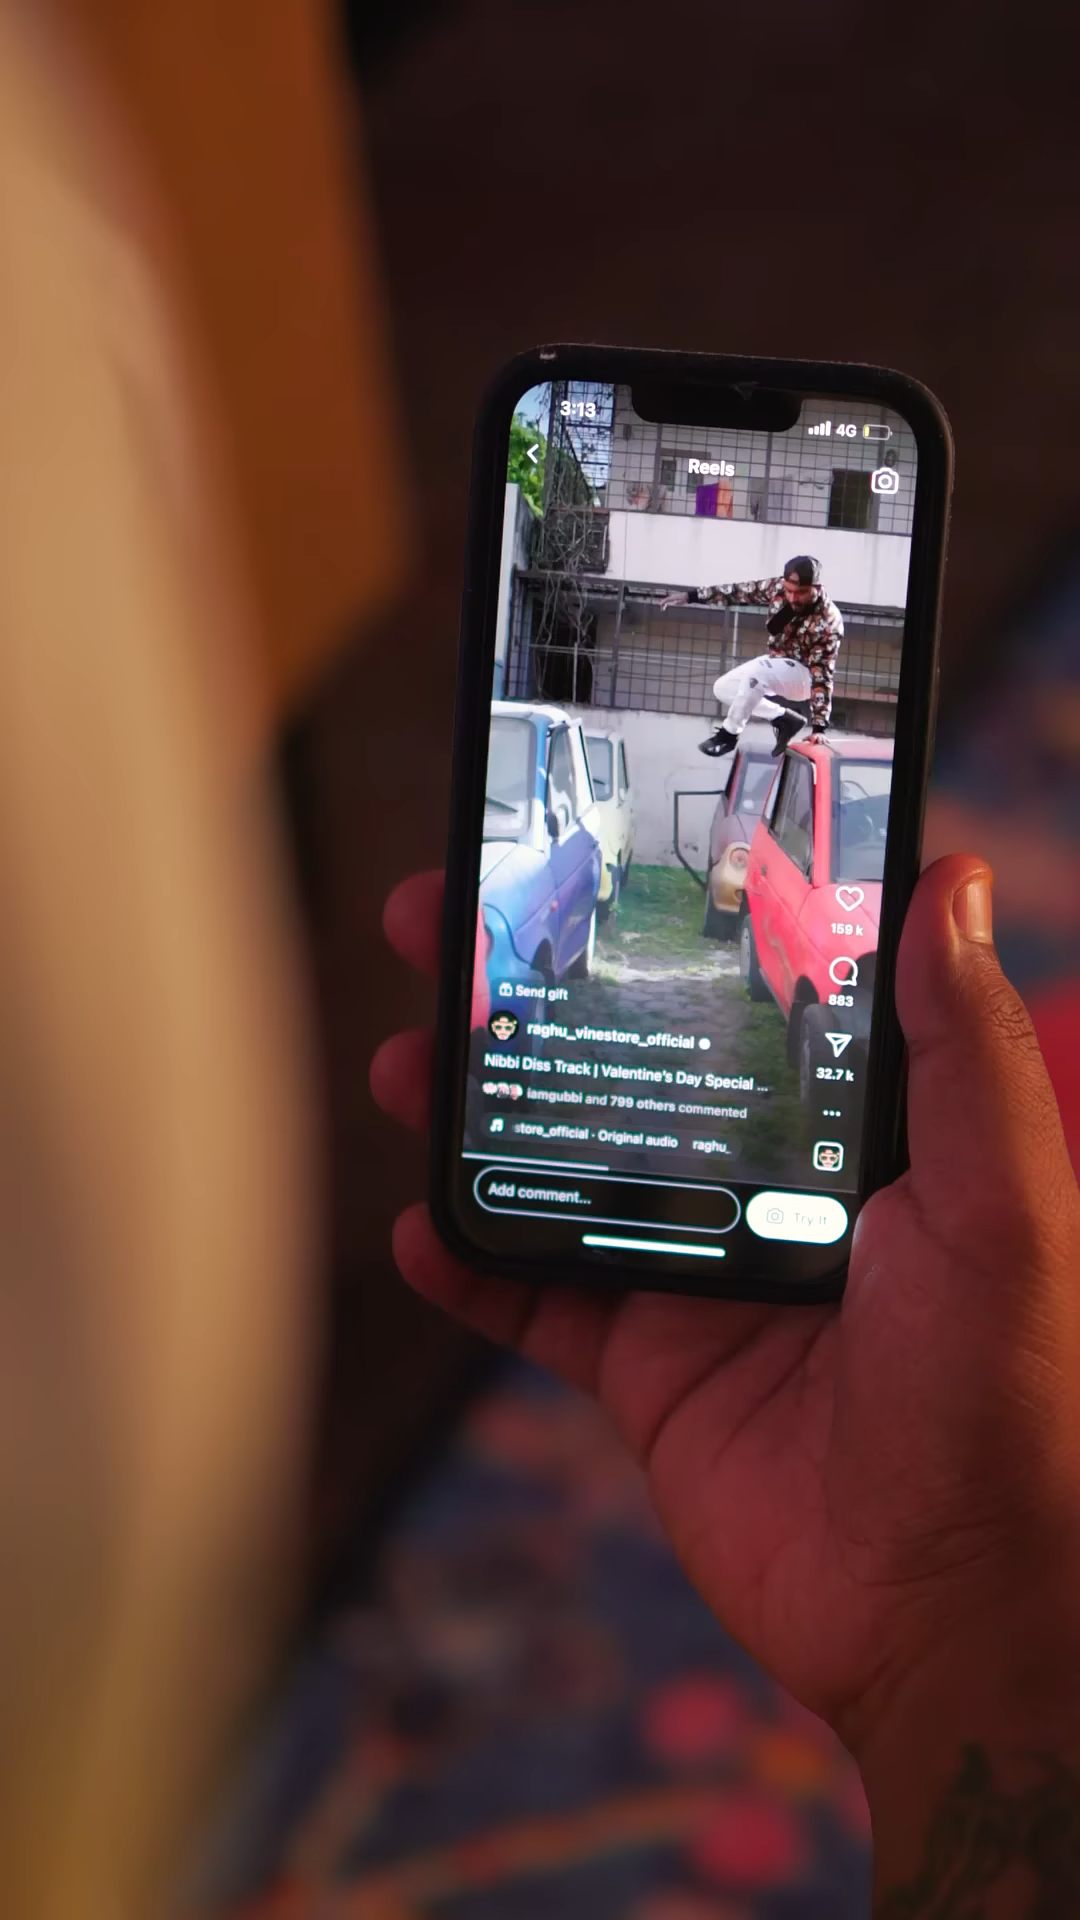 3:13
4G
Reels
159 k
883
Send gift
raghu_vinestore_official
32.7 k
Nibbi Diss Track | Valentine's Day Special ...
iamgubbi and 799 others commented
store_official · Original audio raghu_
Add comment...
Try It